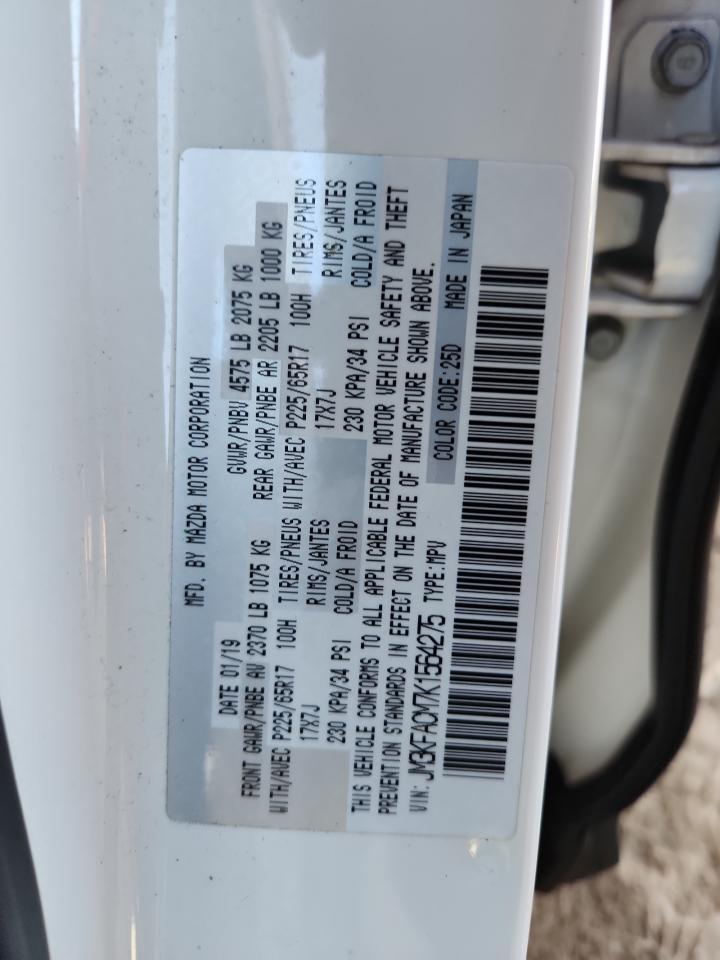 MFD. BY MAZDA MOTOR CORPORATION
DATE 01/19 GVWR/PNBV 4575 LB 2075 KG
FRONT GAWR/PNBE AV 2370 LB 1075 KG REAR GAWR/PNBE AR 2205 LB 1000 KG
WITH/AVEC P225/65R17 100H TIRES/PNEUS WITH/AVEC P225/65R17 100H TIRES/PNEUS
17X7J RIMS/JANTES 17X7J RIMS/JANTES
230 KPA/34 PSI COLD/A FROID 230 KPA/34 PSI COLD/A FROID
THIS VEHICLE CONFORMS TO ALL APPLICABLE FEDERAL MOTOR VEHICLE SAFETY AND THEFT
PREVENTION STANDARDS IN EFFECT ON THE DATE OF MANUFACTURE SHOWN ABOVE.
VIN: JM3KFACM7K1564275 TYPE:MPV COLOR CODE:25D MADE IN JAPAN